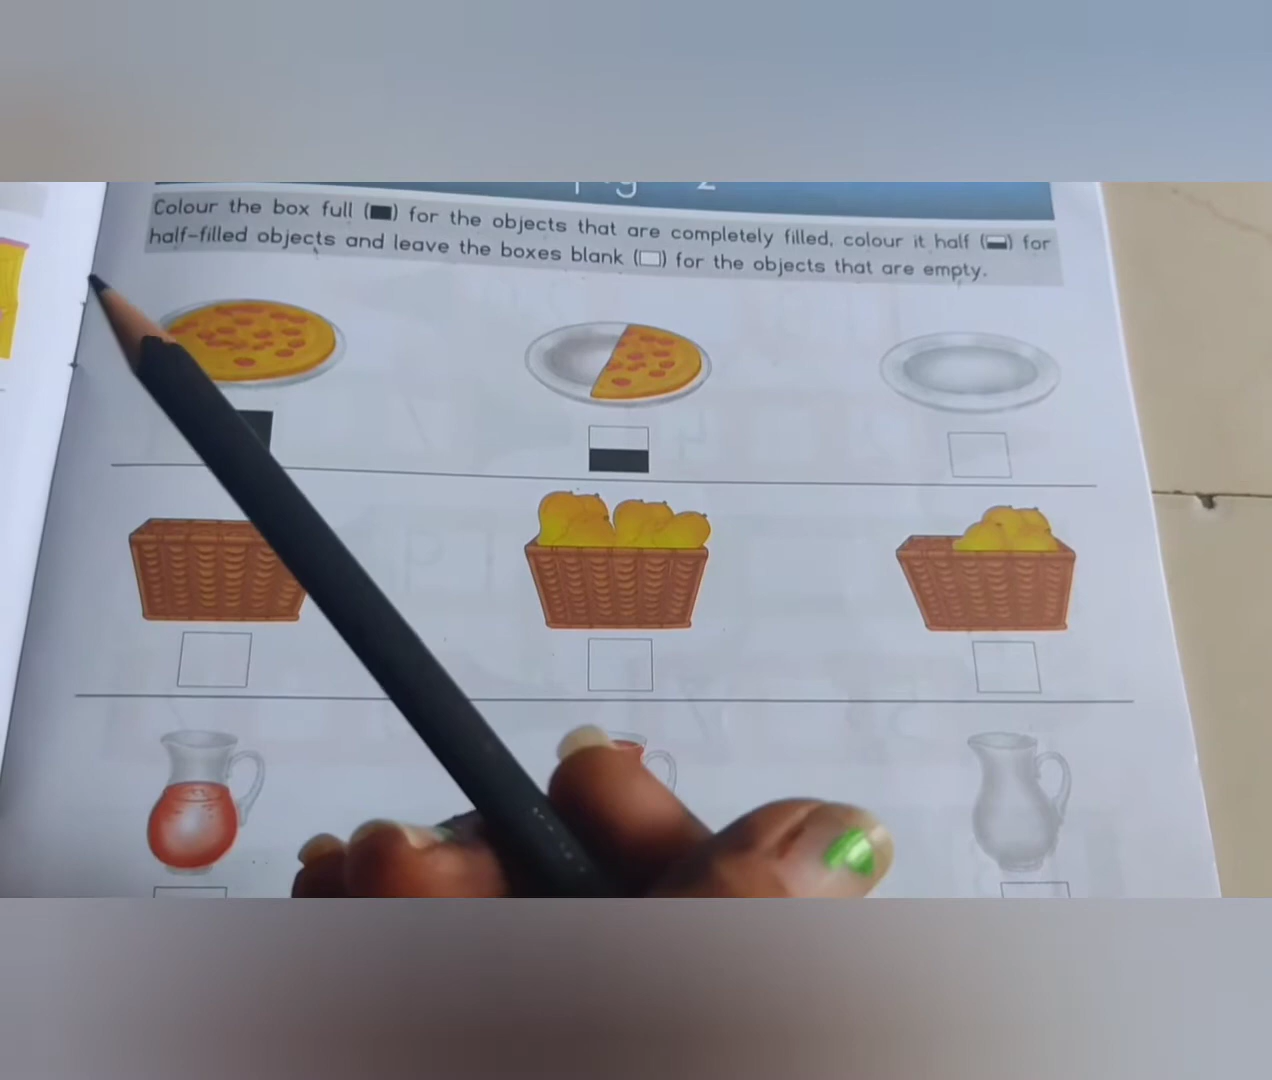 Colour the box full (■) for the objects that are completely filled, colour it half (⬓) for
half-filled objects and leave the boxes blank (□) for the objects that are empty.